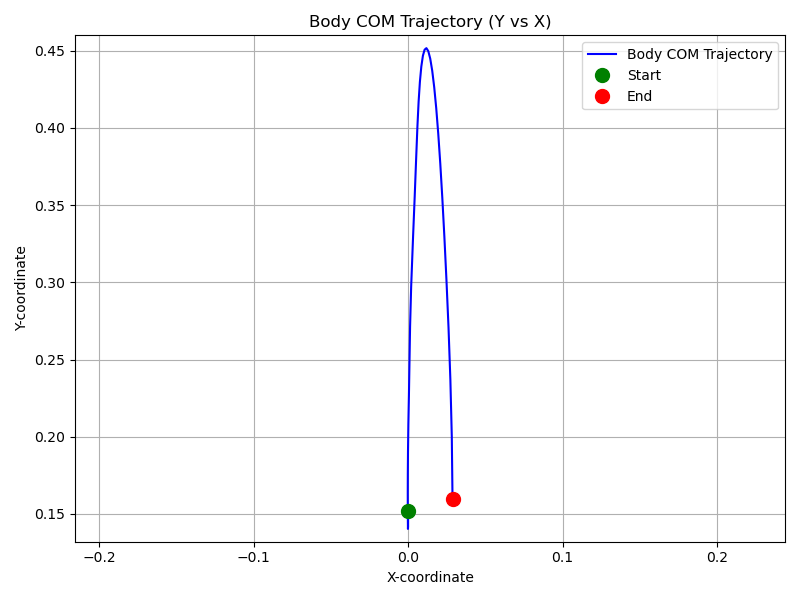 Body COM Trajectory (Y vs X)
Body COM Trajectory
Start
End
Y-coordinate
0.45
0.40
0.35
0.30
0.25
0.20
0.15
−0.2
−0.1
0.0
0.1
0.2
X-coordinate